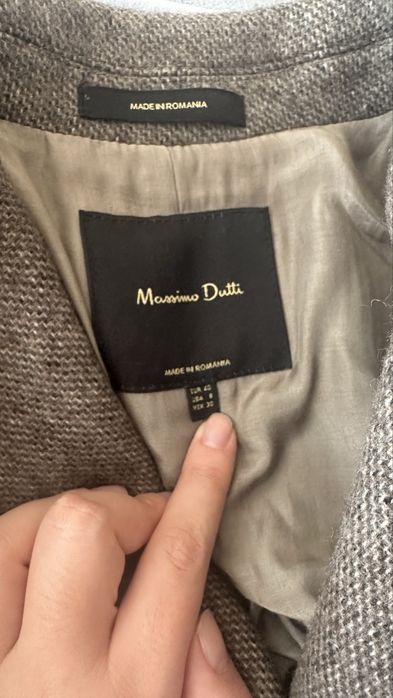 MADE IN ROMANIA
Massimo Dutti
MADE IN ROMANIA
EUR 40
USA 8
MEX 30